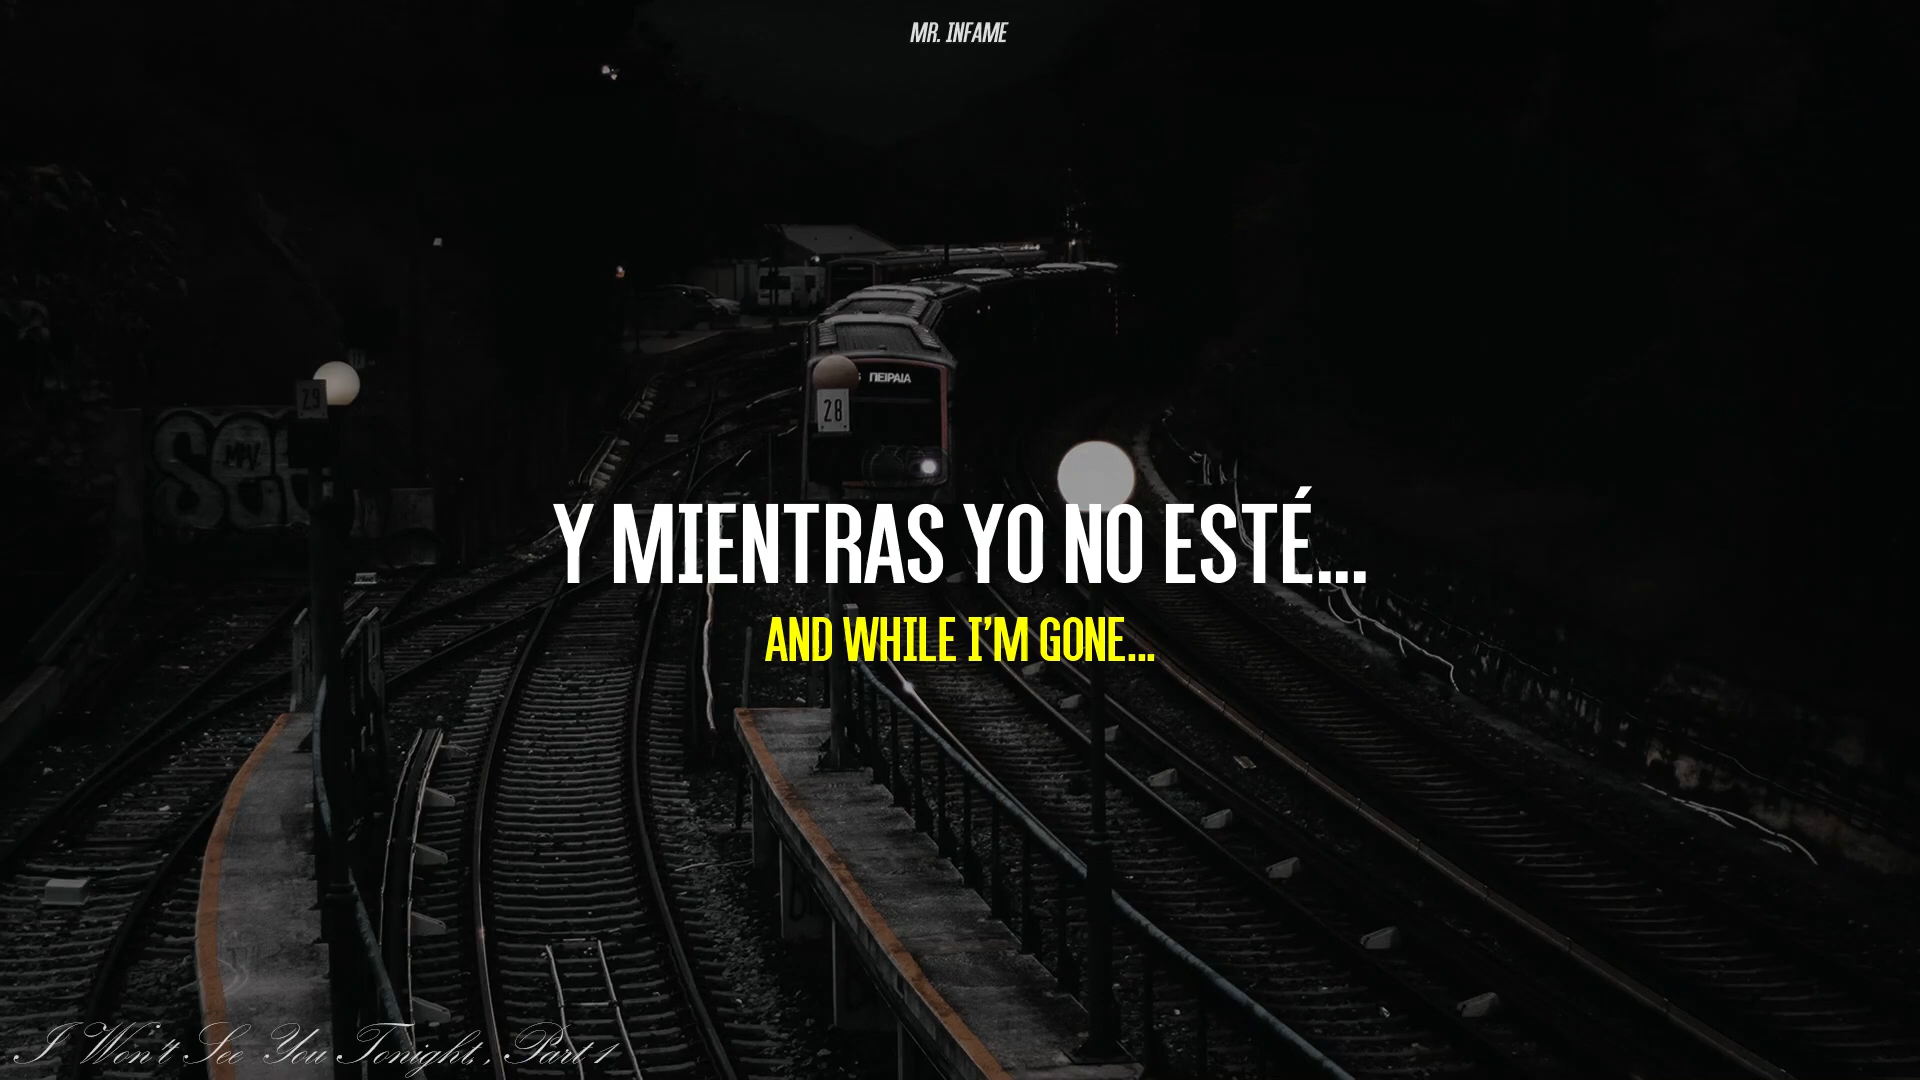 MR. INFAME
ΠΕΙΡΑΙΑ
29
28
Y MIENTRAS YO NO ESTÉ...
AND WHILE I'M GONE...
I Won't See You Tonight, Part 1